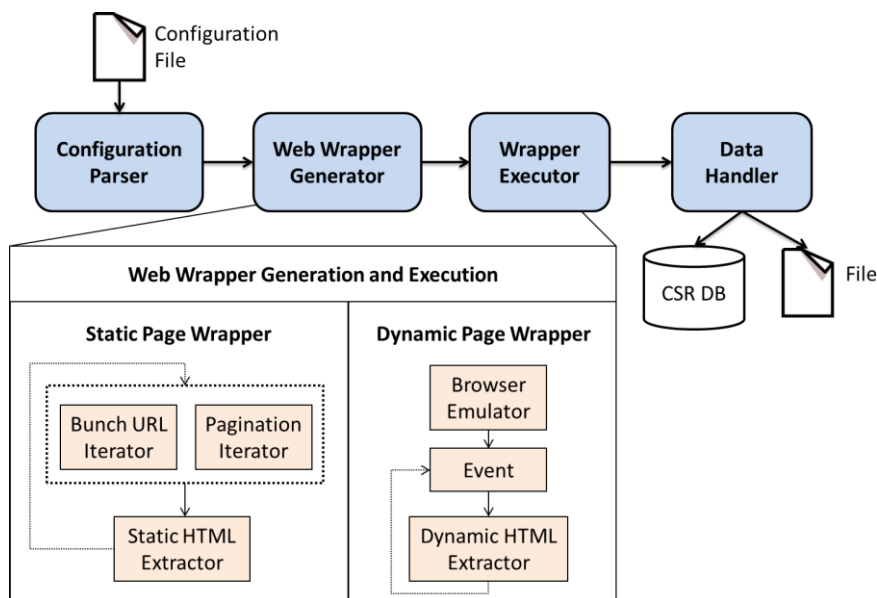 Configuration
File
Configuration
Parser
Web Wrapper
Generator
Wrapper
Executor
Data
Handler
CSR DB
File
Web Wrapper Generation and Execution
Static Page Wrapper
Bunch URL
Iterator
Pagination
Iterator
Static HTML
Extractor
Dynamic Page Wrapper
Browser
Emulator
Event
Dynamic HTML
Extractor